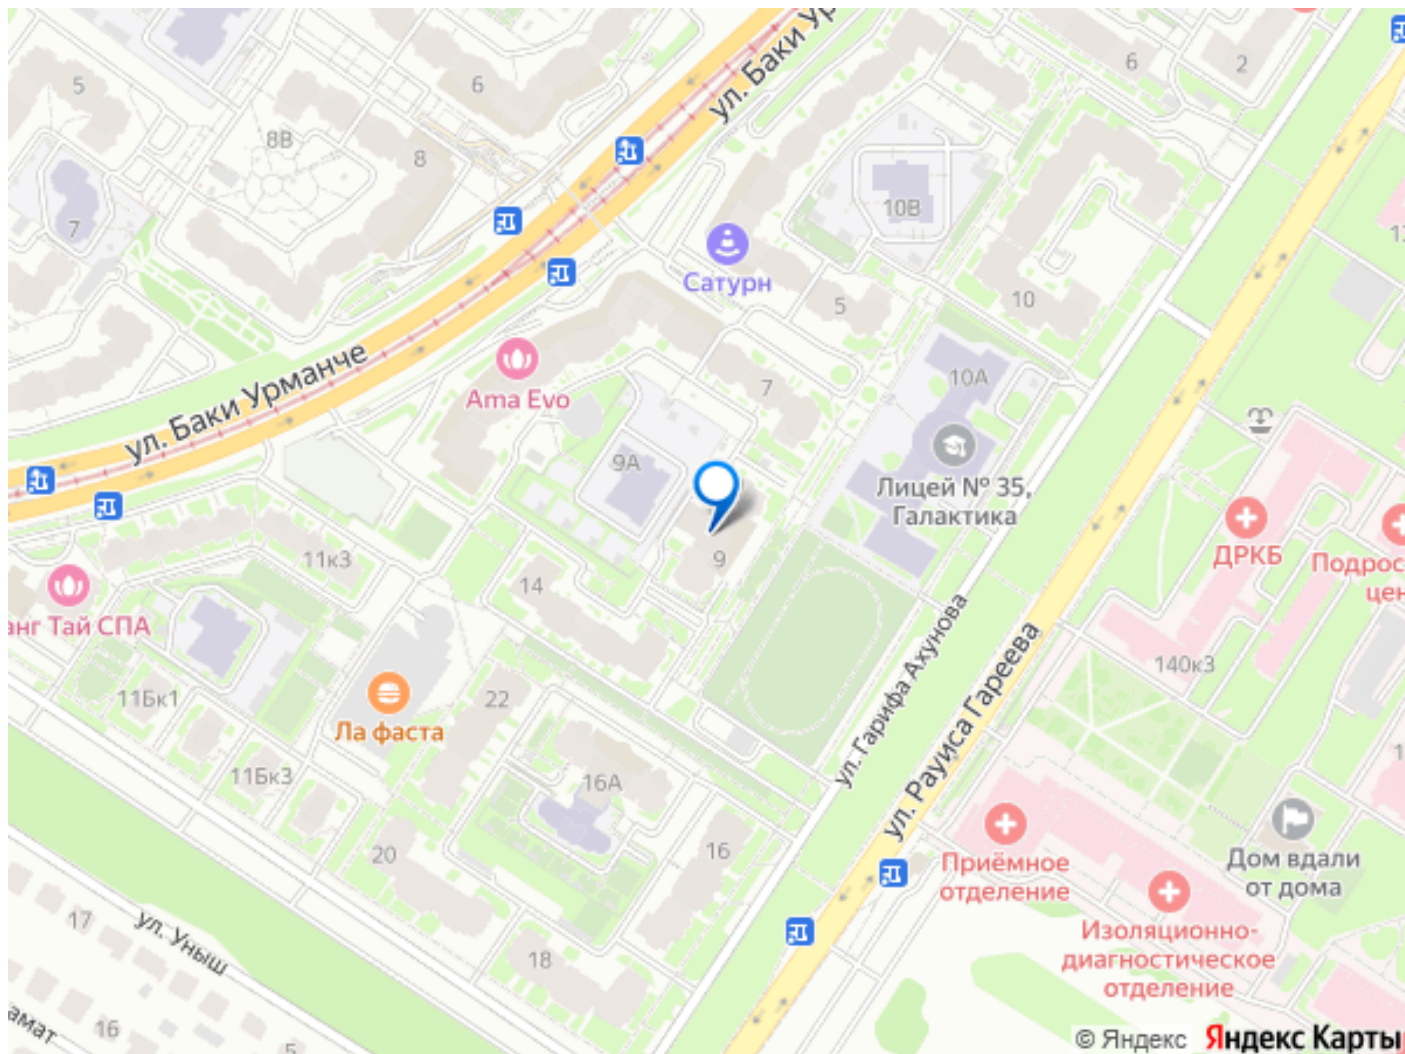 ул. Баки Ур
5
6
6
2
8В
8
7
10В
Сатурн
5
10
ул. Баки Урманче
Ama Evo
7
10А
9А
Лицей № 35,
Галактика
ДРКБ
Подрос
цен
11к3
14
9
анг Тай СПА
11Бк1
Ла фаста
22
ул. Гарифа Ахунова
140к3
ул. Рауиса Гареева
11Бк3
16А
20
16
Приёмное
отделение
Дом вдали
от дома
17
ул. Уныш
18
Изоляционно-
диагностическое
отделение
амат
16
5
© Яндекс Яндекс Карты